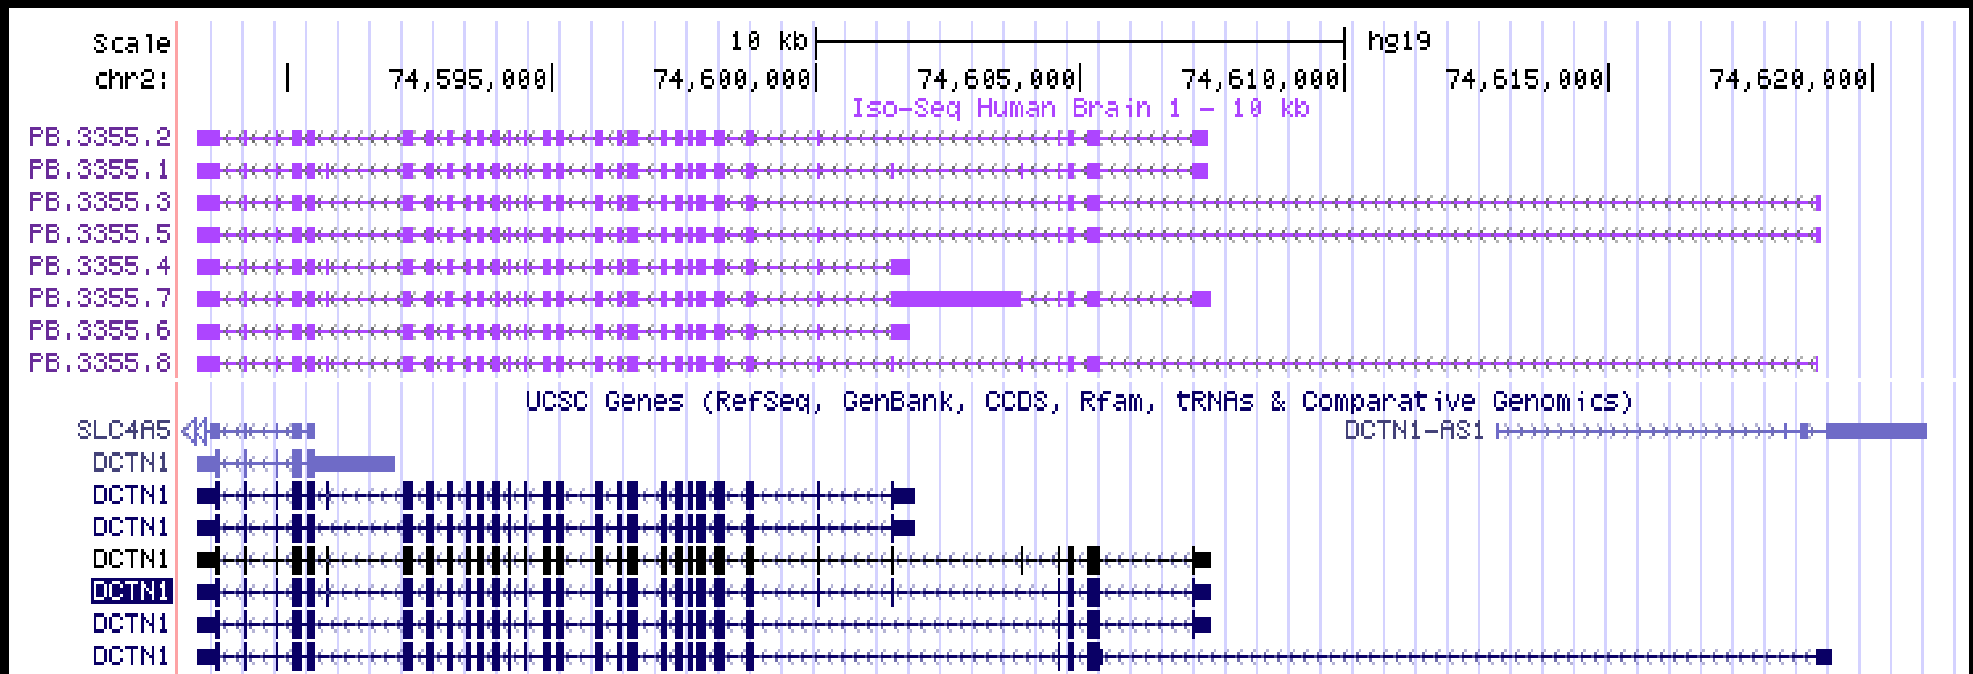 Scale 10 kb hg19
chr2: 74,595,000 74,600,000 74,605,000 74,610,000 74,615,000 74,620,000
Iso-Seq Human Brain 1 - 10 kb
PB.3355.2
PB.3355.1
PB.3355.3
PB.3355.5
PB.3355.4
PB.3355.7
PB.3355.6
PB.3355.8
UCSC Genes (RefSeq, GenBank, CCDS, Rfam, tRNAs & Comparative Genomics)
SLC4A5 DCTN1-AS1
DCTN1
DCTN1
DCTN1
DCTN1
DCTN1
DCTN1
DCTN1